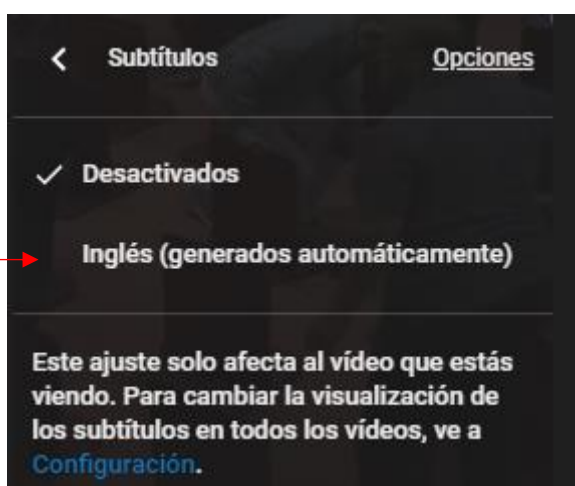 Subtítulos Opciones
Desactivados
Inglés (generados automáticamente)
Este ajuste solo afecta al vídeo que estás
viendo. Para cambiar la visualización de
los subtítulos en todos los vídeos, ve a
Configuración.